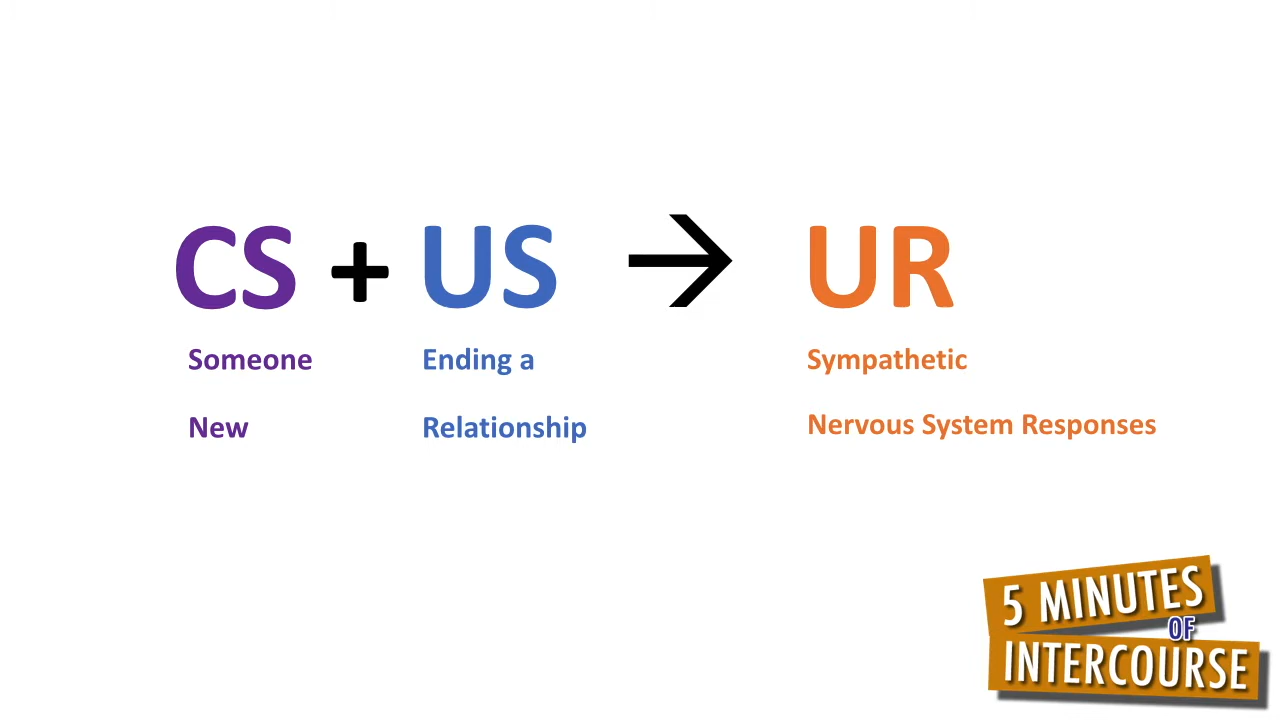 CS + US → UR
Someone Ending a Sympathetic
New Relationship Nervous System Responses
5 MINUTES
OF
INTERCOURSE